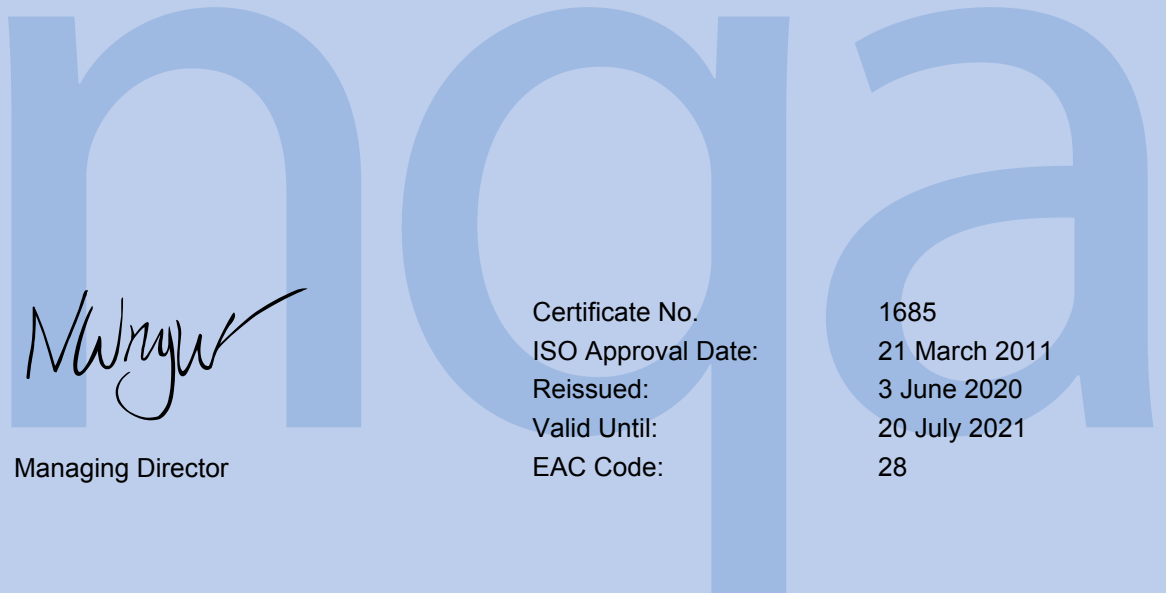 nqa
Certificate No. 1685
ISO Approval Date: 21 March 2011
Reissued: 3 June 2020
Valid Until: 20 July 2021
Managing Director
EAC Code: 28